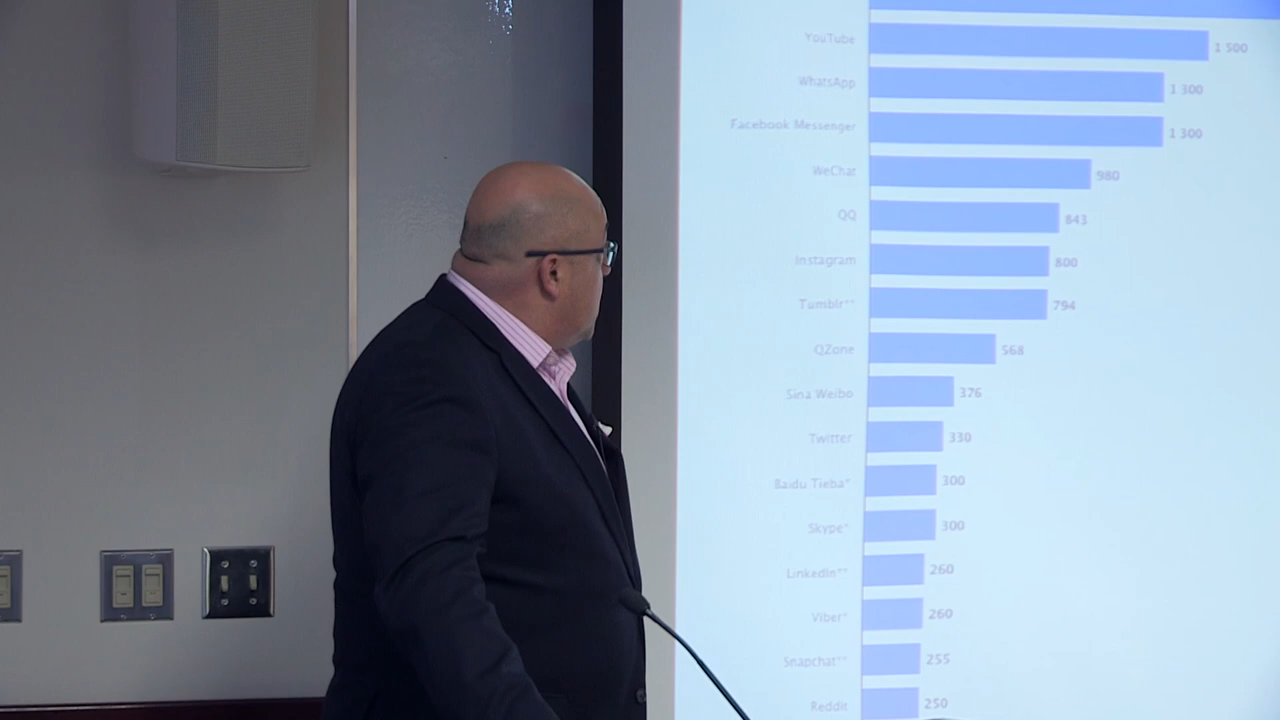 YouTube 1 500
WhatsApp 1 300
Facebook Messenger 1 300
WeChat 980
QQ 843
Instagram 800
Tumblr** 794
QZone 568
Sina Weibo 376
Twitter 330
Baidu Tieba* 300
Skype* 300
LinkedIn** 260
Viber* 260
Snapchat** 255
Reddit 250